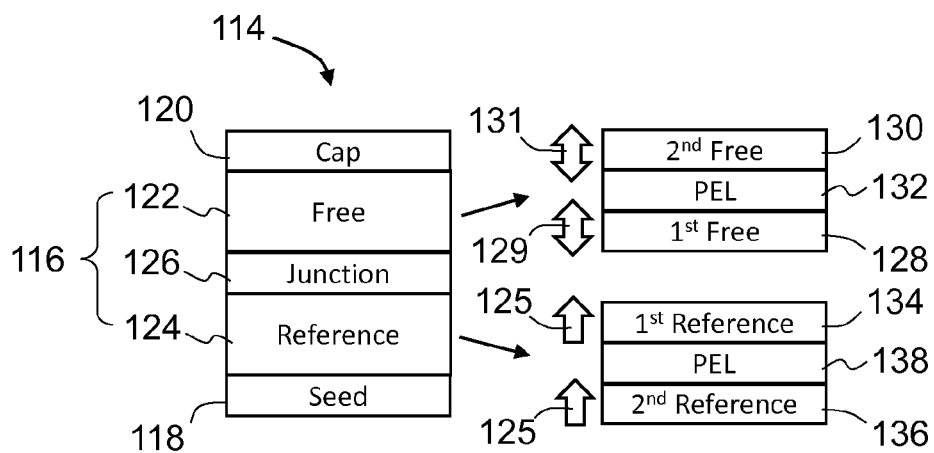 114
120
Cap
122
Free
116
126
Junction
124
Reference
118
Seed
131
2nd Free
130
PEL
132
129
1st Free
128
125
1st Reference
134
PEL
138
125
2nd Reference
136